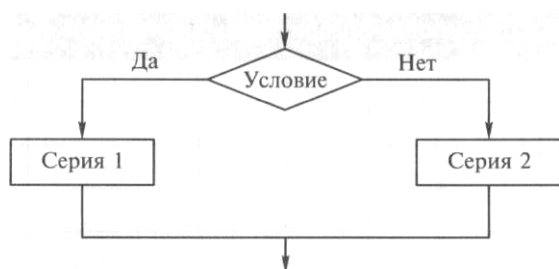 Да
Условие
Нет
Серия 1
Серия 2